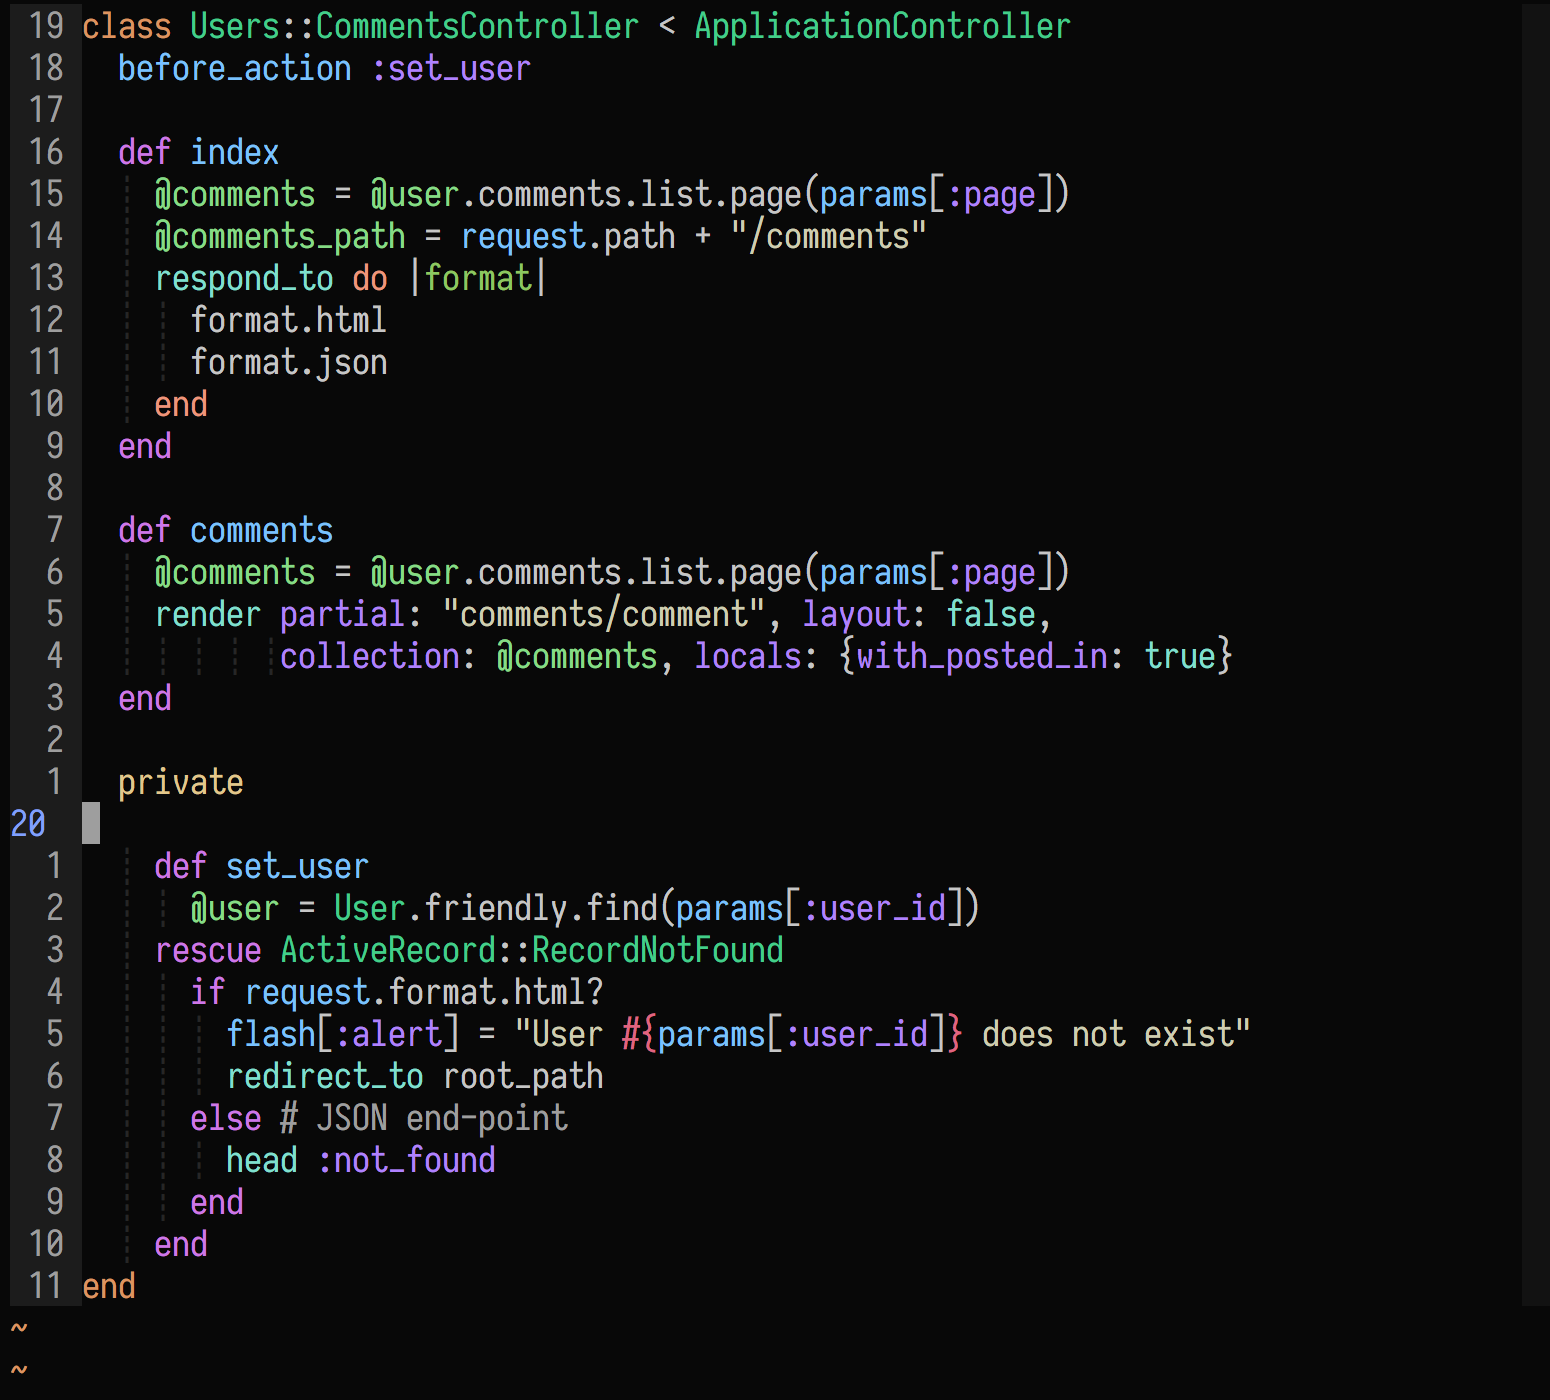 19 class Users::CommentsController < ApplicationController
18   before_action :set_user
17
16   def index
15     @comments = @user.comments.list.page(params[:page])
14     @comments_path = request.path + "/comments"
13     respond_to do |format|
12       format.html
11       format.json
10     end
9   end
8
7   def comments
6     @comments = @user.comments.list.page(params[:page])
5     render partial: "comments/comment", layout: false,
4            collection: @comments, locals: {with_posted_in: true}
3   end
2
1   private
20
1     def set_user
2       @user = User.friendly.find(params[:user_id])
3     rescue ActiveRecord::RecordNotFound
4       if request.format.html?
5         flash[:alert] = "User #{params[:user_id]} does not exist"
6         redirect_to root_path
7       else # JSON end-point
8         head :not_found
9       end
10     end
11 end
~
~